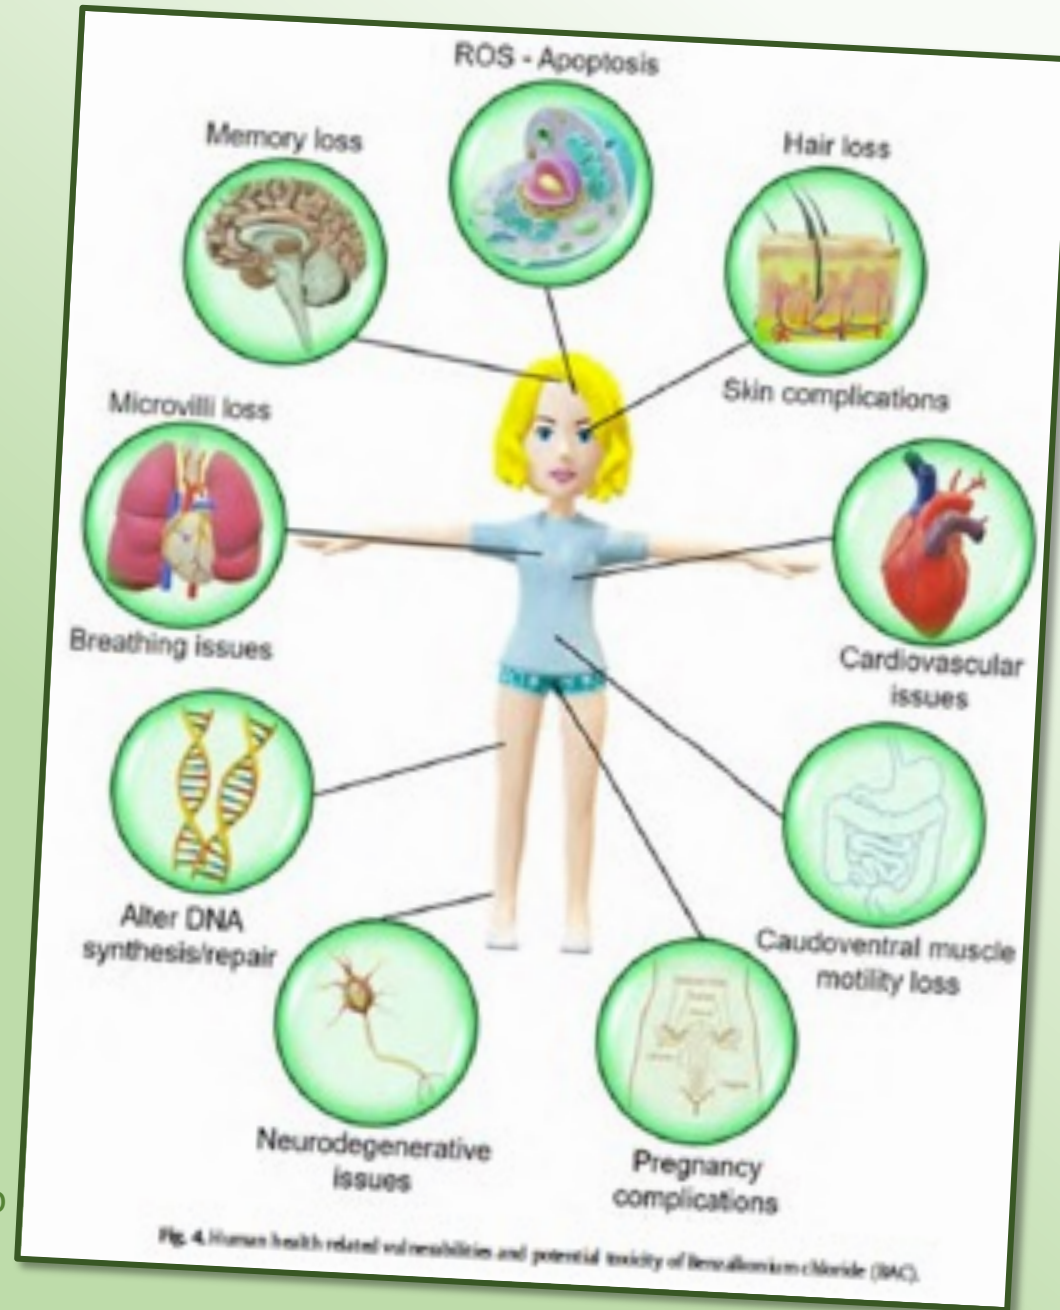 ROS - Apoptosis
Memory loss
Hair loss
Skin complications
Microvilli loss
Breathing issues
Cardiovascular
issues
Alter DNA
synthesis/repair
Caudoventral muscle
motility loss
Neurodegenerative
issues
Pregnancy
complications
Fig. 4. Human health related vulnerabilities and potential toxicity of Benzalkonium chloride (BAC).